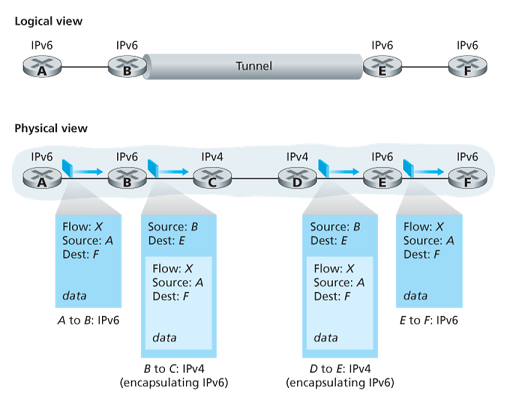 Logical view
IPv6 IPv6 IPv6 IPv6
A B Tunnel E F
Physical view
IPv6 IPv6 IPv4 IPv4 IPv6 IPv6
A B C D E F
Flow: X
Source: A
Dest: F
data
A to B: IPv6
Source: B
Dest: E
Flow: X
Source: A
Dest: F
data
B to C: IPv4
(encapsulating IPv6)
Source: B
Dest: E
Flow: X
Source: A
Dest: F
data
D to E: IPv4
(encapsulating IPv6)
Flow: X
Source: A
Dest: F
data
E to F: IPv6